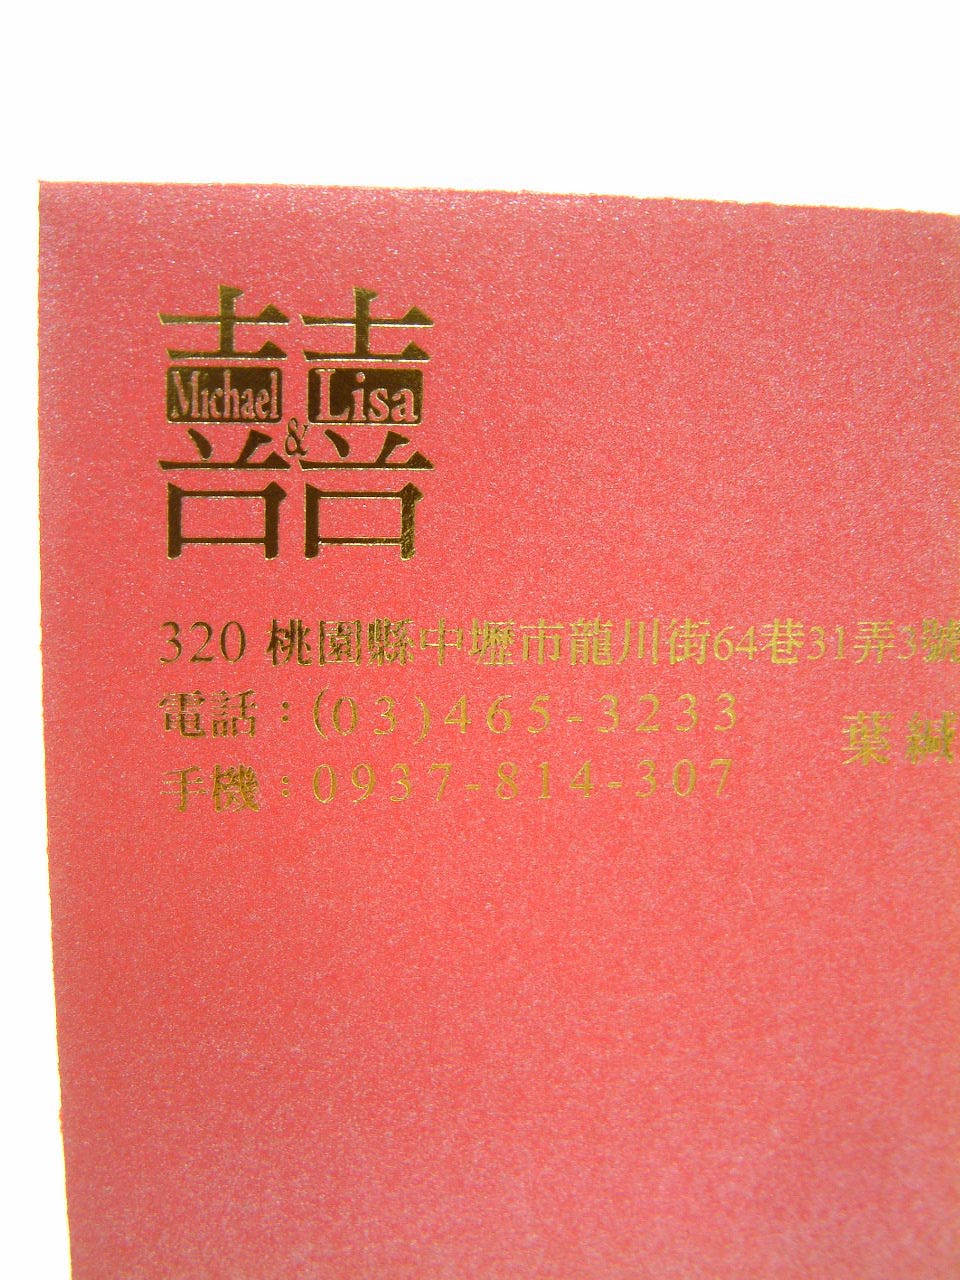 囍
Michael & Lisa
320 桃園縣中壢市龍川街64巷31弄3號
電話：(03)465-3233
葉緘
手機：0937-814-307